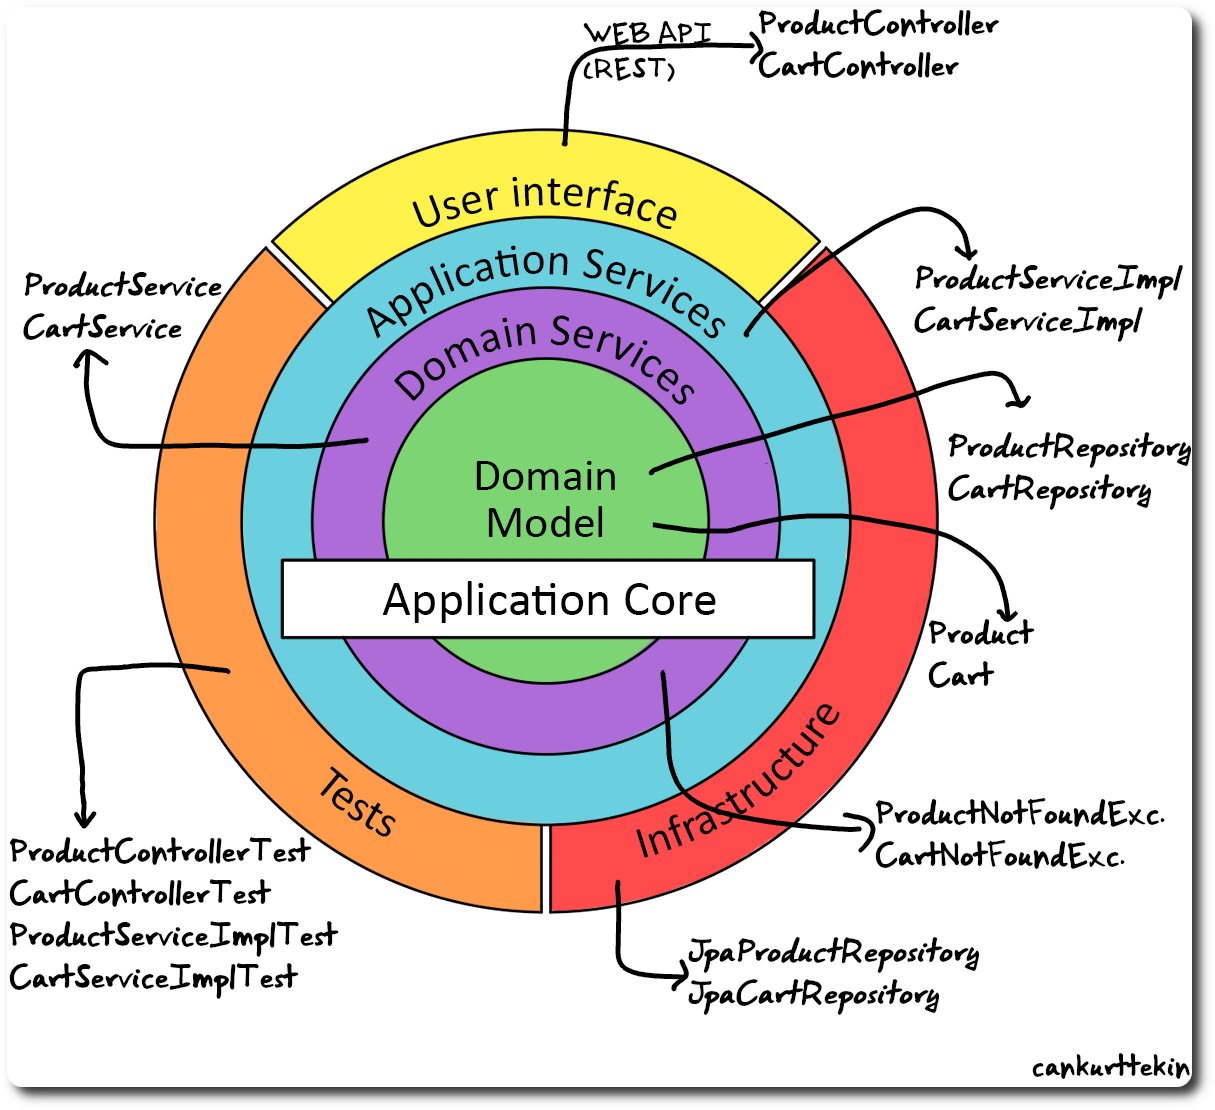 WEB API
(REST)
ProductController
CartController
User interface
Application Services
Domain Services
Domain
Model
Application Core
Tests
Infrastructure
ProductService
CartService
ProductServiceImpl
CartServiceImpl
ProductRepository
CartRepository
Product
Cart
ProductNotFoundExc.
CartNotFoundExc.
ProductControllerTest
CartControllerTest
ProductServiceImplTest
CartServiceImplTest
JpaProductRepository
JpaCartRepository
cankurttekin